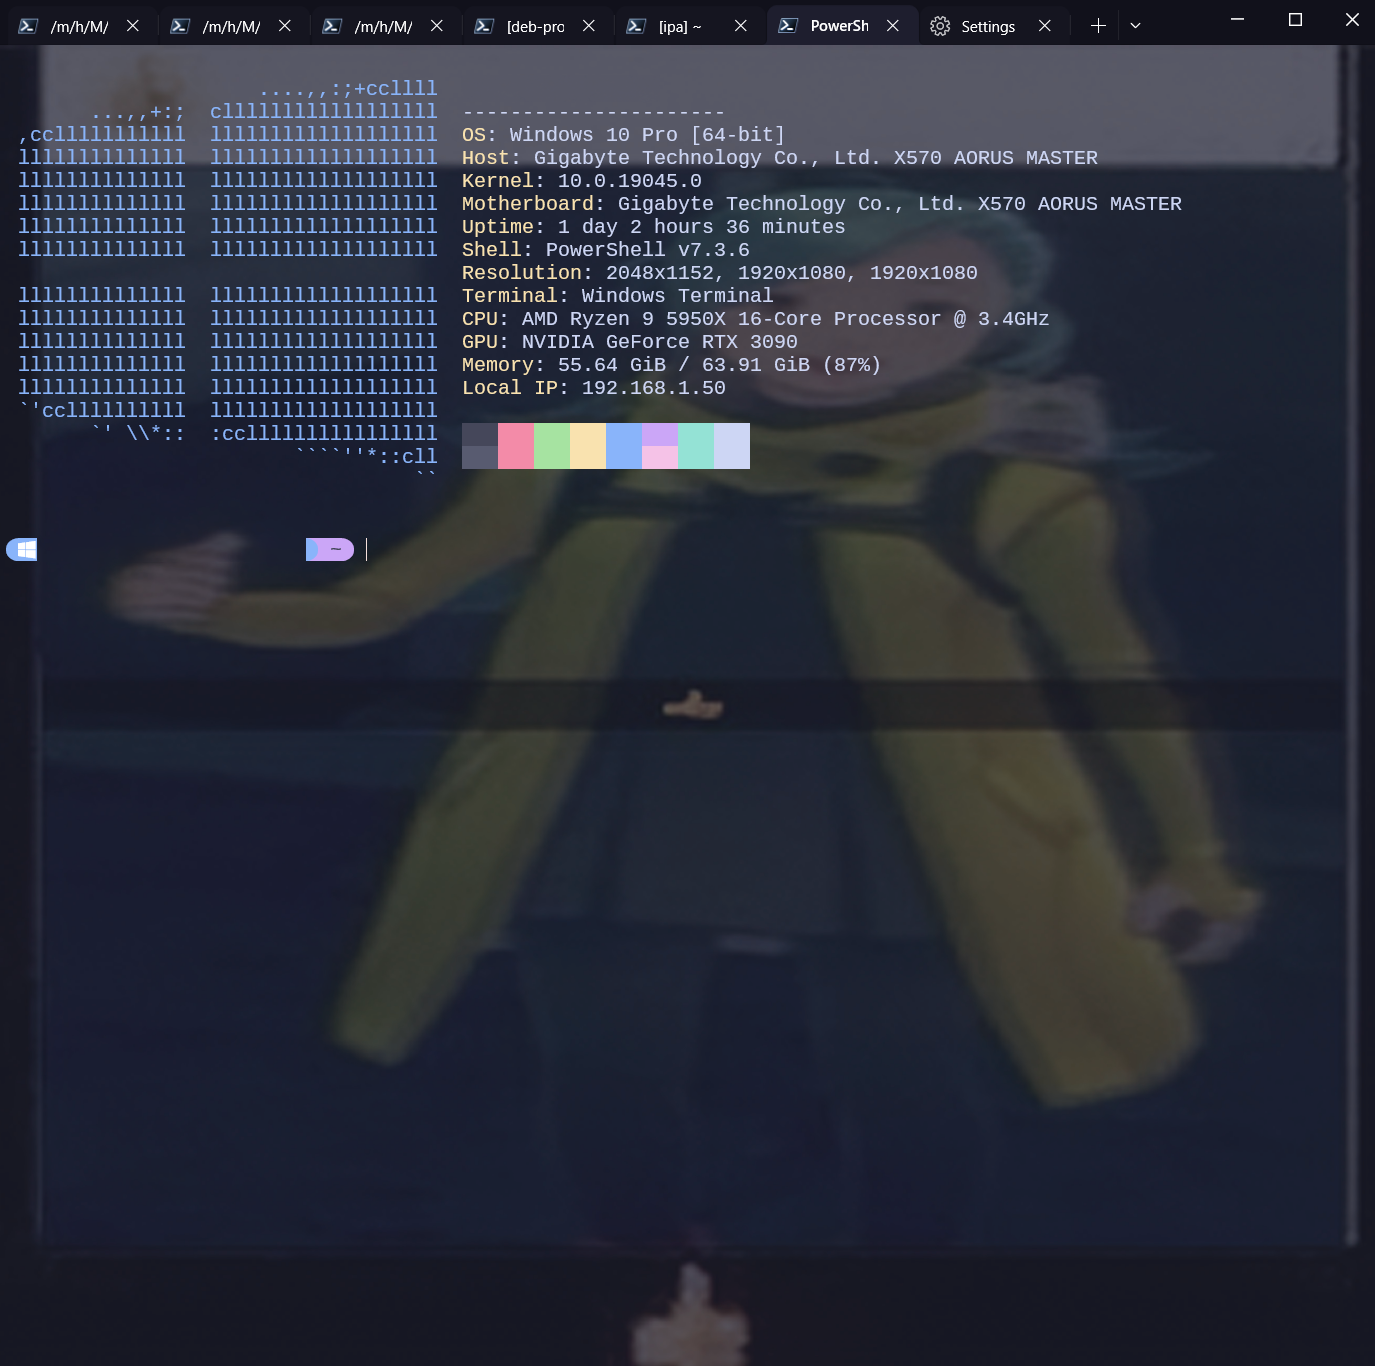 /m/h/M/ /m/h/M/ /m/h/M/ [deb-pro [ipa] ~ PowerSh Settings
....,,:;+ccllll
...,,+:;  cllllllllllllllllll  ----------------------
,ccllllllllllll  lllllllllllllllllll  OS: Windows 10 Pro [64-bit]
llllllllllllll  lllllllllllllllllll  Host: Gigabyte Technology Co., Ltd. X570 AORUS MASTER
llllllllllllll  lllllllllllllllllll  Kernel: 10.0.19045.0
llllllllllllll  lllllllllllllllllll  Motherboard: Gigabyte Technology Co., Ltd. X570 AORUS MASTER
llllllllllllll  lllllllllllllllllll  Uptime: 1 day 2 hours 36 minutes
llllllllllllll  lllllllllllllllllll  Shell: PowerShell v7.3.6
Resolution: 2048x1152, 1920x1080, 1920x1080
llllllllllllll  lllllllllllllllllll  Terminal: Windows Terminal
llllllllllllll  lllllllllllllllllll  CPU: AMD Ryzen 9 5950X 16-Core Processor @ 3.4GHz
llllllllllllll  lllllllllllllllllll  GPU: NVIDIA GeForce RTX 3090
llllllllllllll  lllllllllllllllllll  Memory: 55.64 GiB / 63.91 GiB (87%)
llllllllllllll  lllllllllllllllllll  Local IP: 192.168.1.50
`'ccllllllllll  lllllllllllllllllll
`' \\*::  :ccllllllllllllllll
````''*::cll
``
~